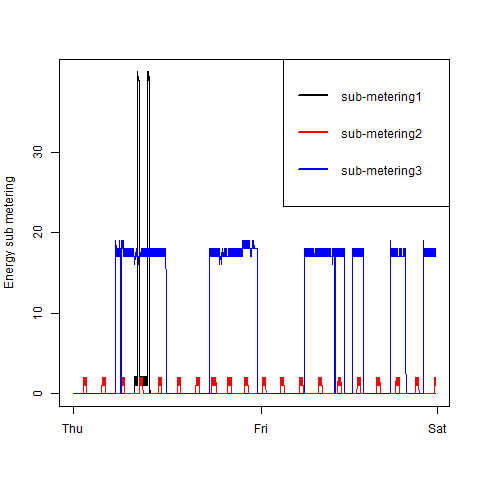 sub-metering1
sub-metering2
sub-metering3
Energy sub metering
30
20
10
0
Thu Fri Sat